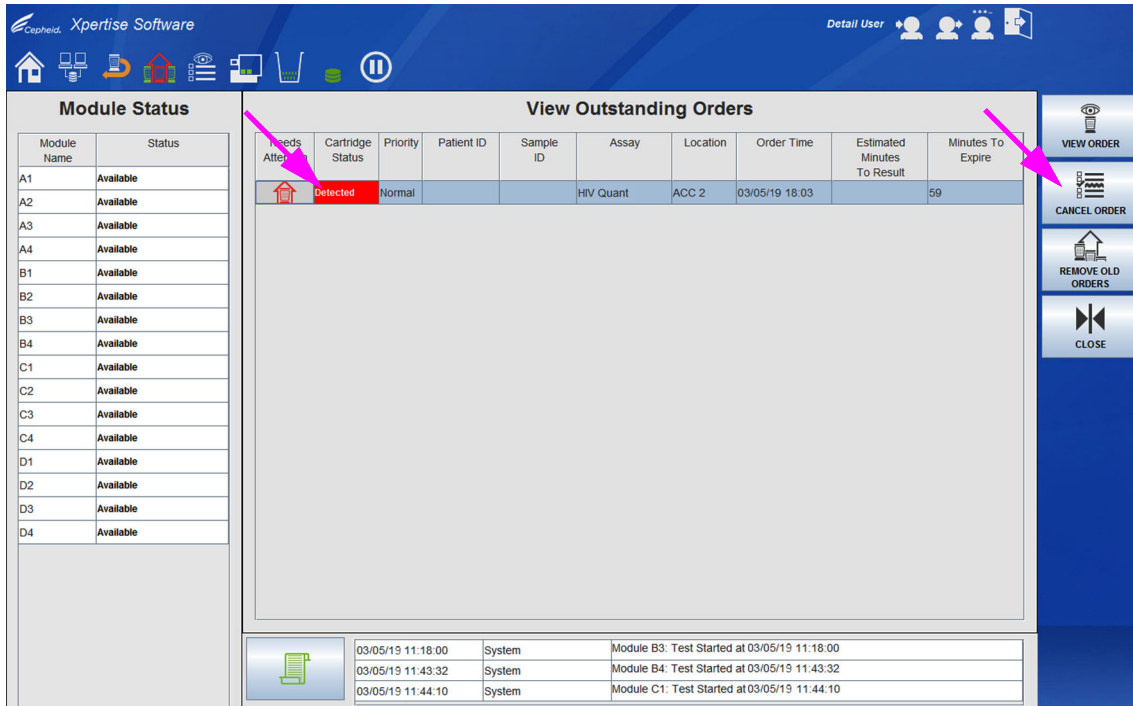 Cepheid. Xpertise Software
Detail User
Module Status
Module Name
Status
A1 Available
A2 Available
A3 Available
A4 Available
B1 Available
B2 Available
B3 Available
B4 Available
C1 Available
C2 Available
C3 Available
C4 Available
D1 Available
D2 Available
D3 Available
D4 Available
View Outstanding Orders
Needs Attention
Cartridge Status
Priority
Patient ID
Sample ID
Assay
Location
Order Time
Estimated Minutes To Result
Minutes To Expire
Detected Normal HIV Quant ACC 2 03/05/19 18:03 59
03/05/19 11:18:00 System Module B3: Test Started at 03/05/19 11:18:00
03/05/19 11:43:32 System Module B4: Test Started at 03/05/19 11:43:32
03/05/19 11:44:10 System Module C1: Test Started at 03/05/19 11:44:10
VIEW ORDER
CANCEL ORDER
REMOVE OLD
ORDERS
CLOSE